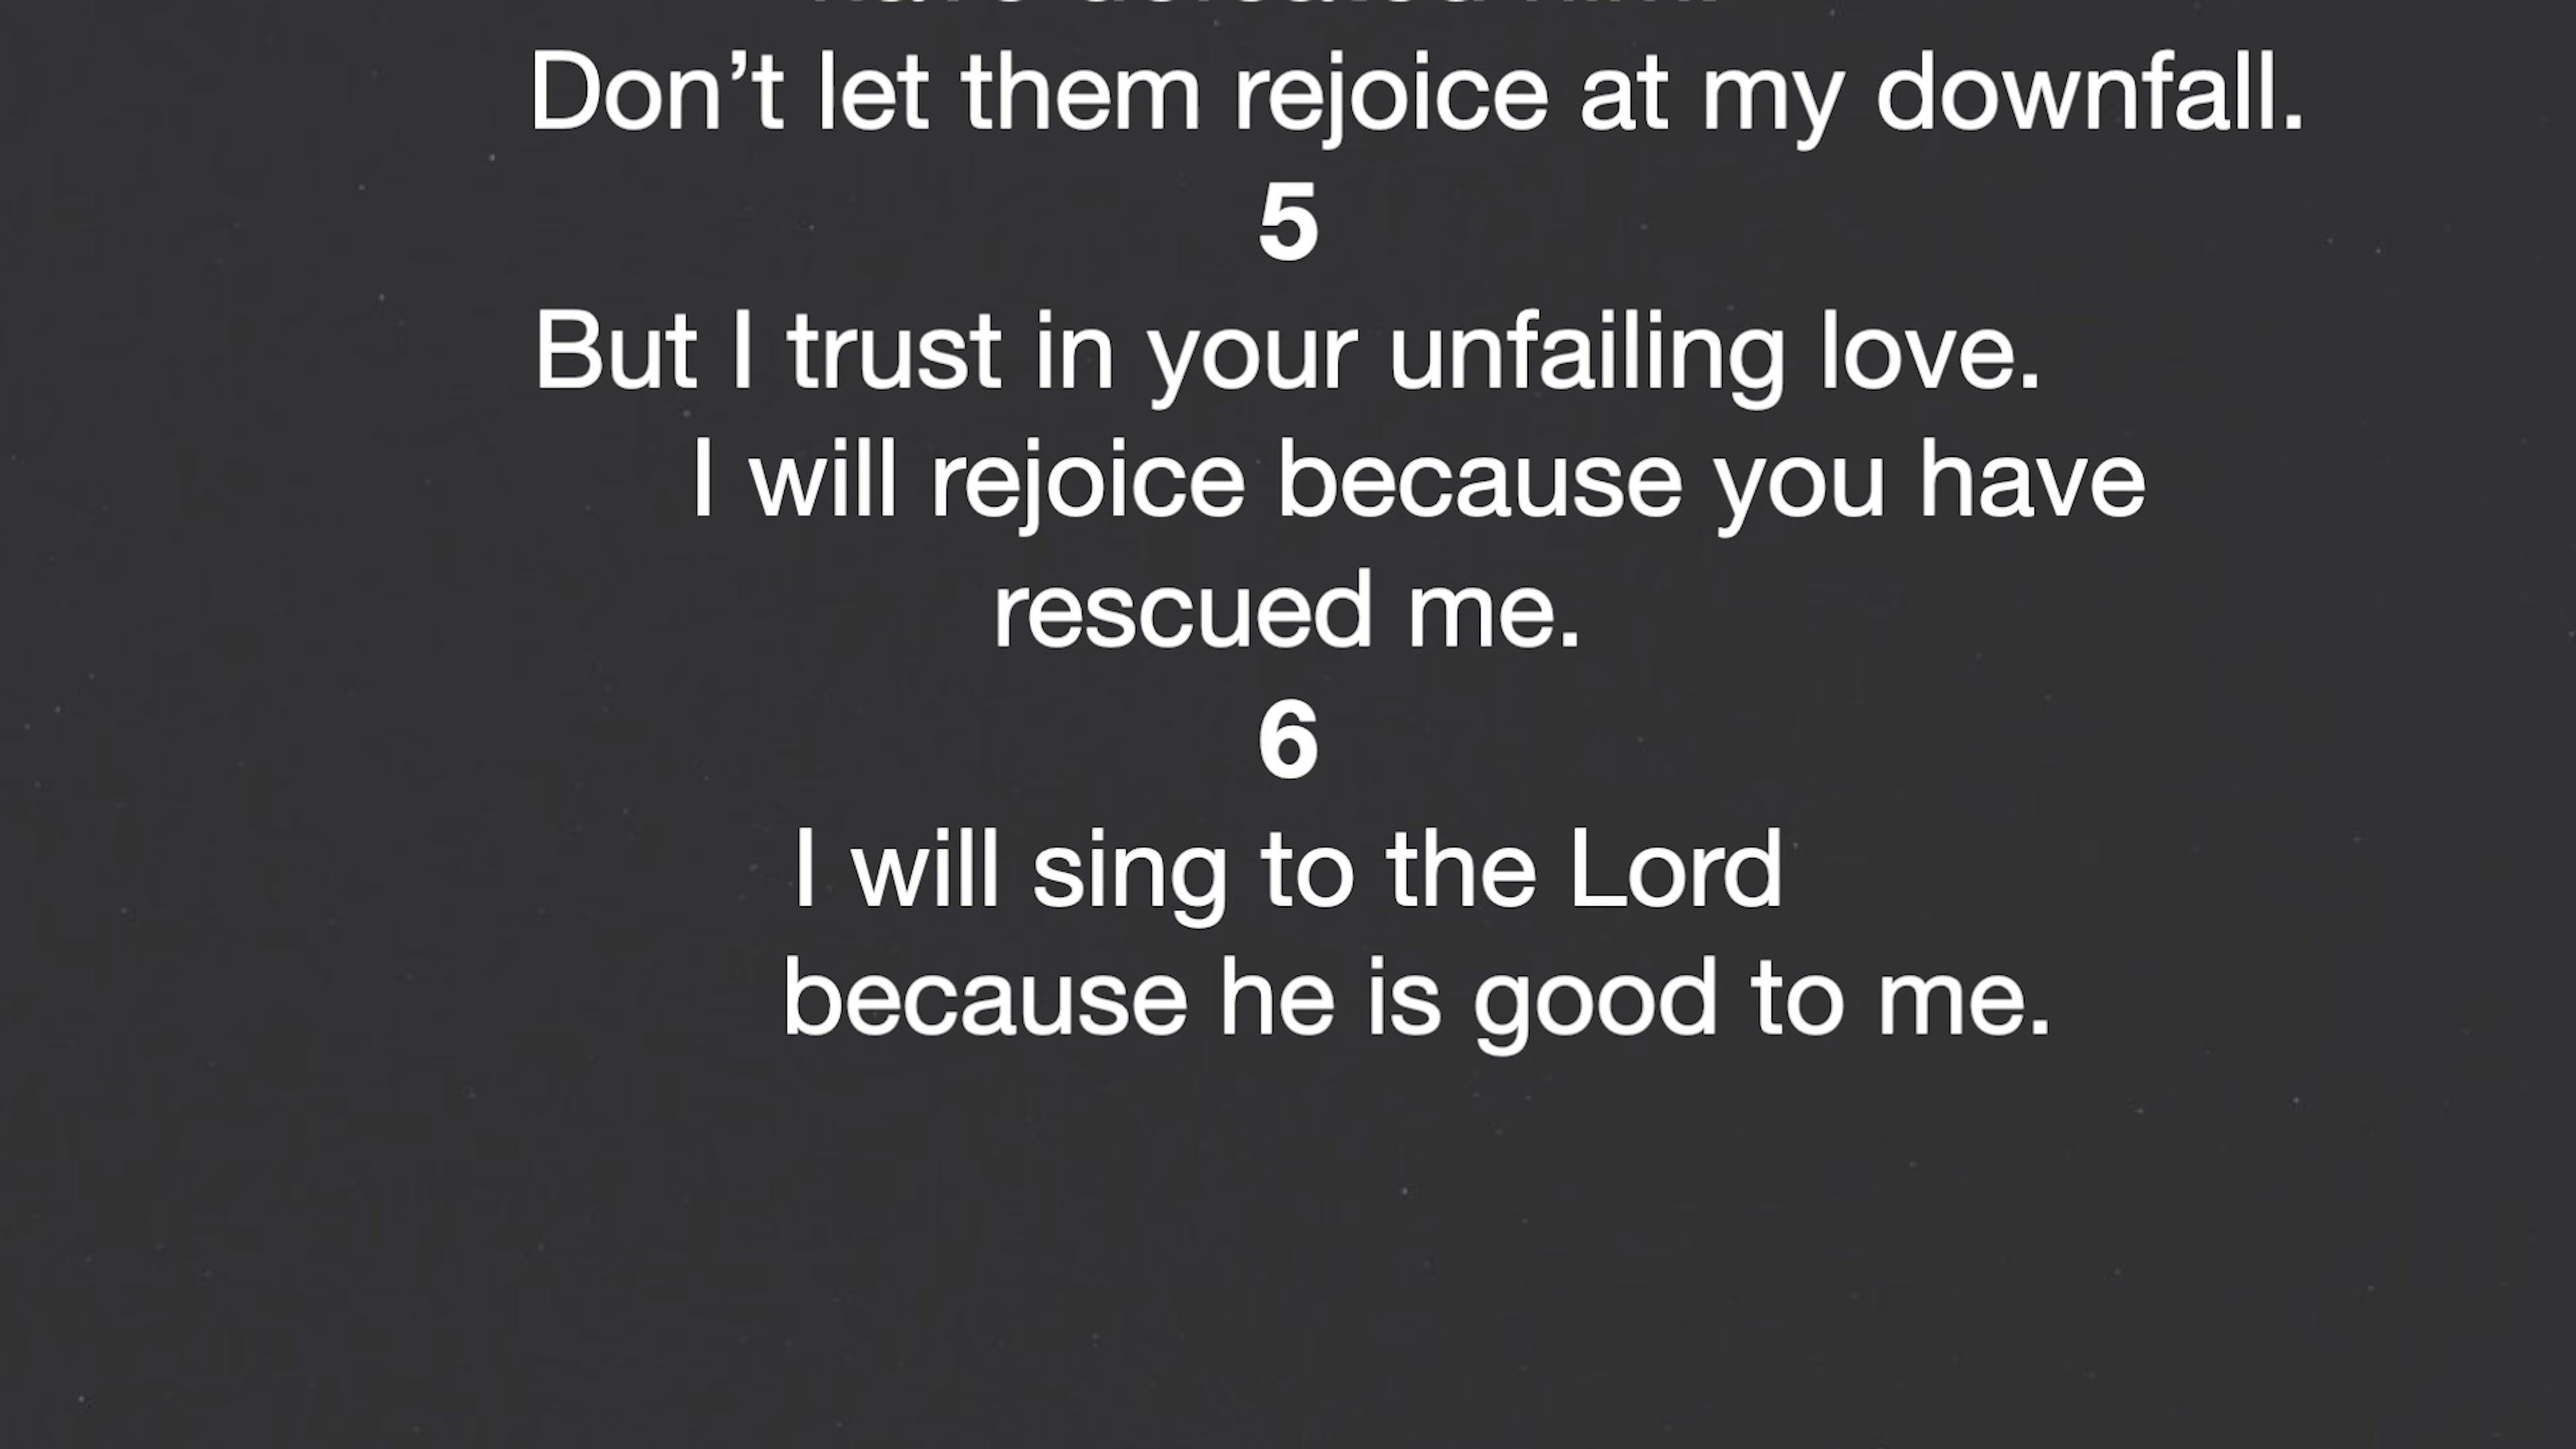 Don’t let them rejoice at my downfall.
5
But I trust in your unfailing love.
I will rejoice because you have
rescued me.
6
I will sing to the Lord
because he is good to me.